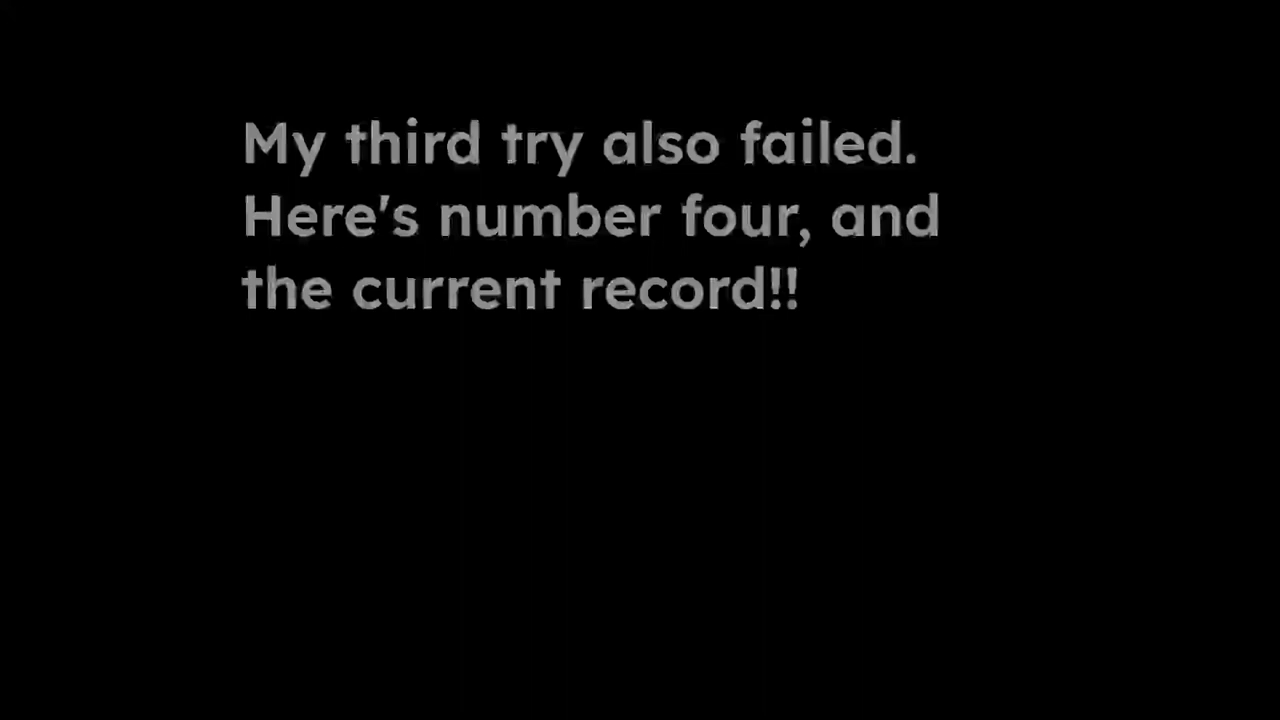 My third try also failed.
Here's number four, and
the current record!!